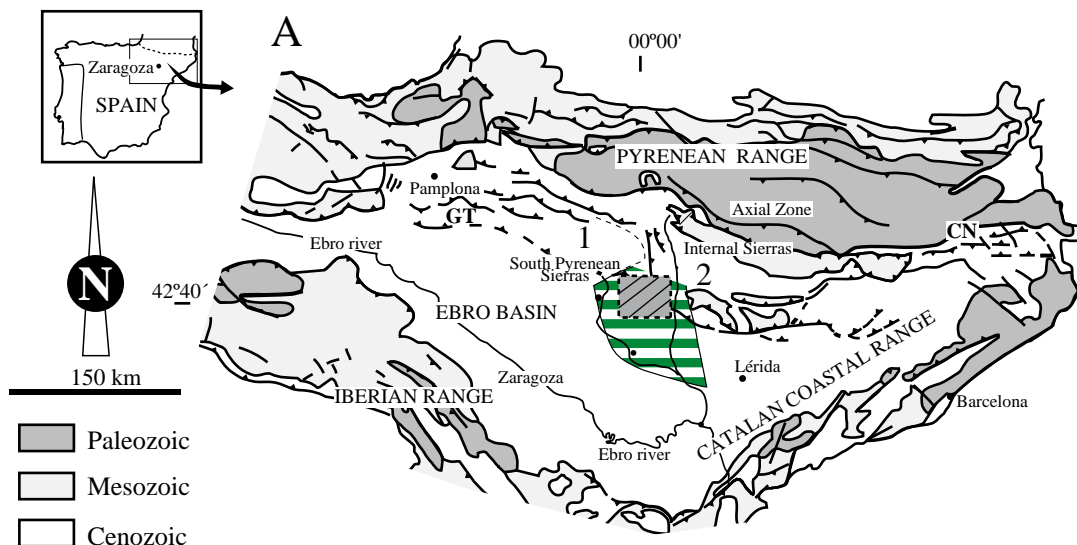 A
00º00'
Zaragoza
SPAIN
PYRENEAN RANGE
Pamplona
Axial Zone
GT
CN
Ebro river
1
Internal Sierras
South Pyrenean
Sierras
2
N
42º40´
EBRO BASIN
150 km
Zaragoza
Lérida
IBERIAN RANGE
CATALAN COASTAL RANGE
Barcelona
Paleozoic
Ebro river
Mesozoic
Cenozoic